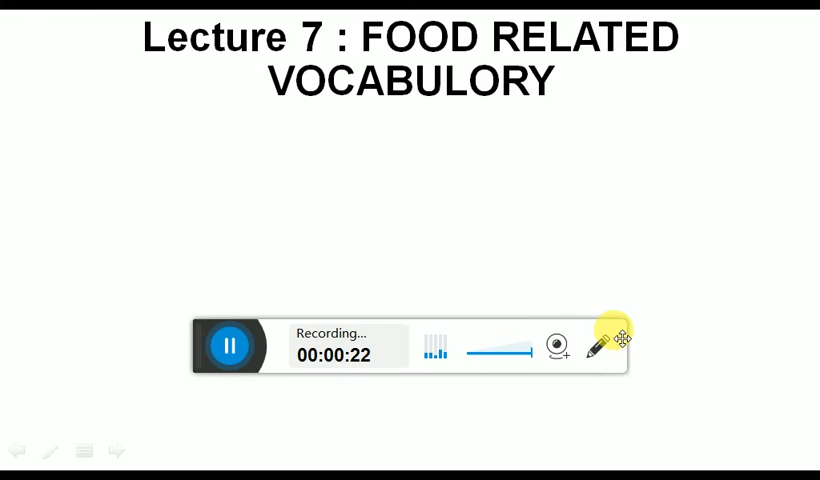 Lecture 7 : FOOD RELATED
VOCABULORY
Recording...
00:00:22